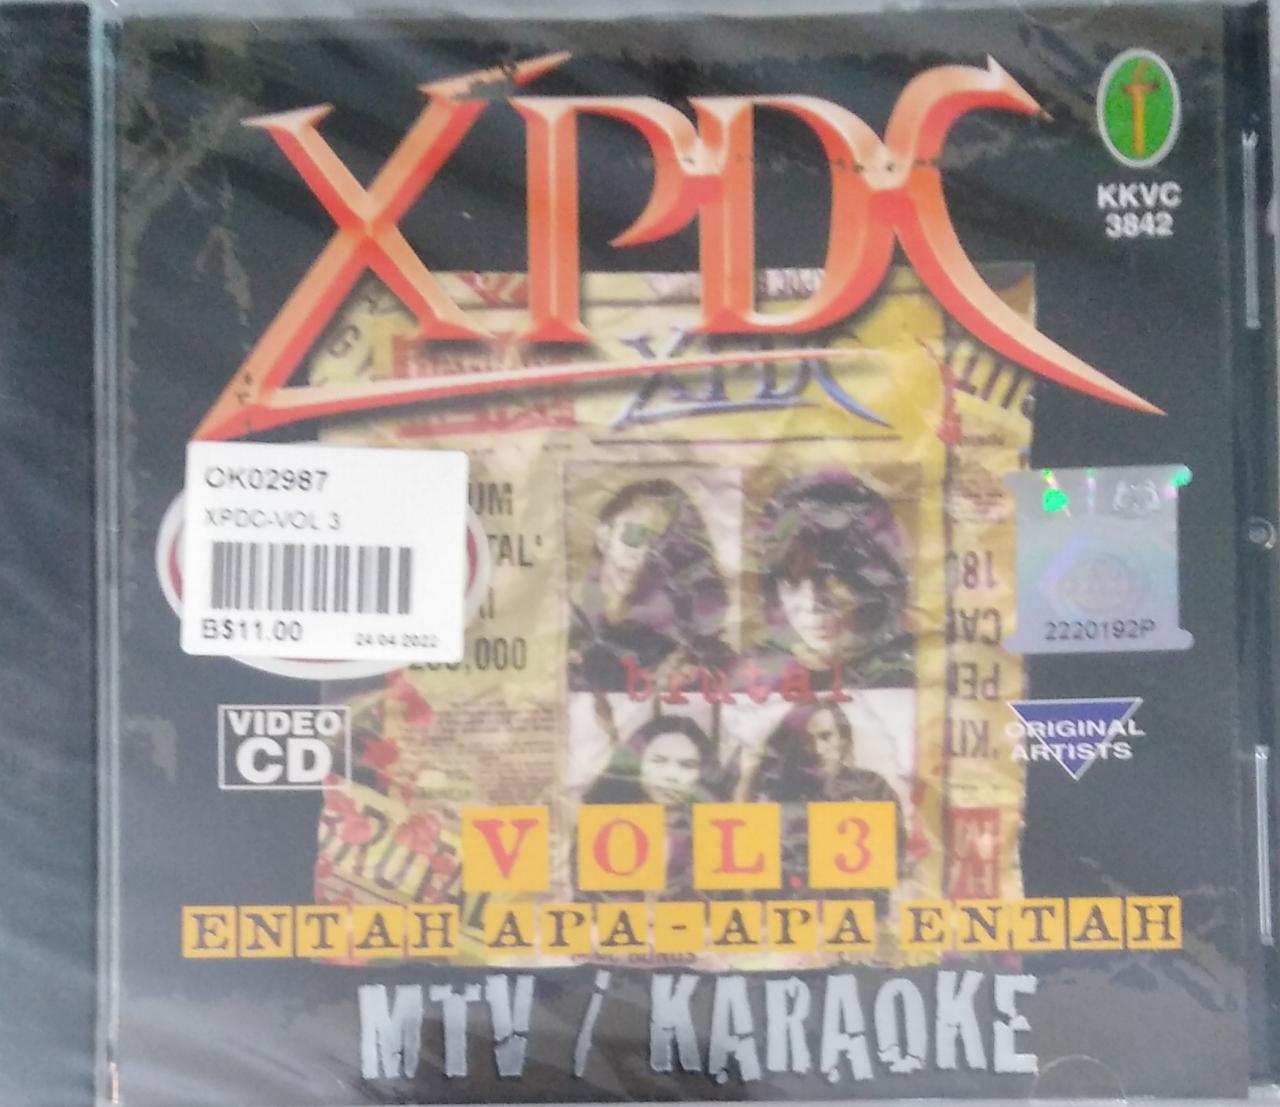 XPDC
KKVC
3842
XPDC
CK02987
XPDC-VOL 3
B$11.00
24 04 2022
2220192P
brutal
VIDEO
CD
ORIGINAL
ARTISTS
VOL.3
ENTAH APA-APA ENTAH
MTV / KARAOKE